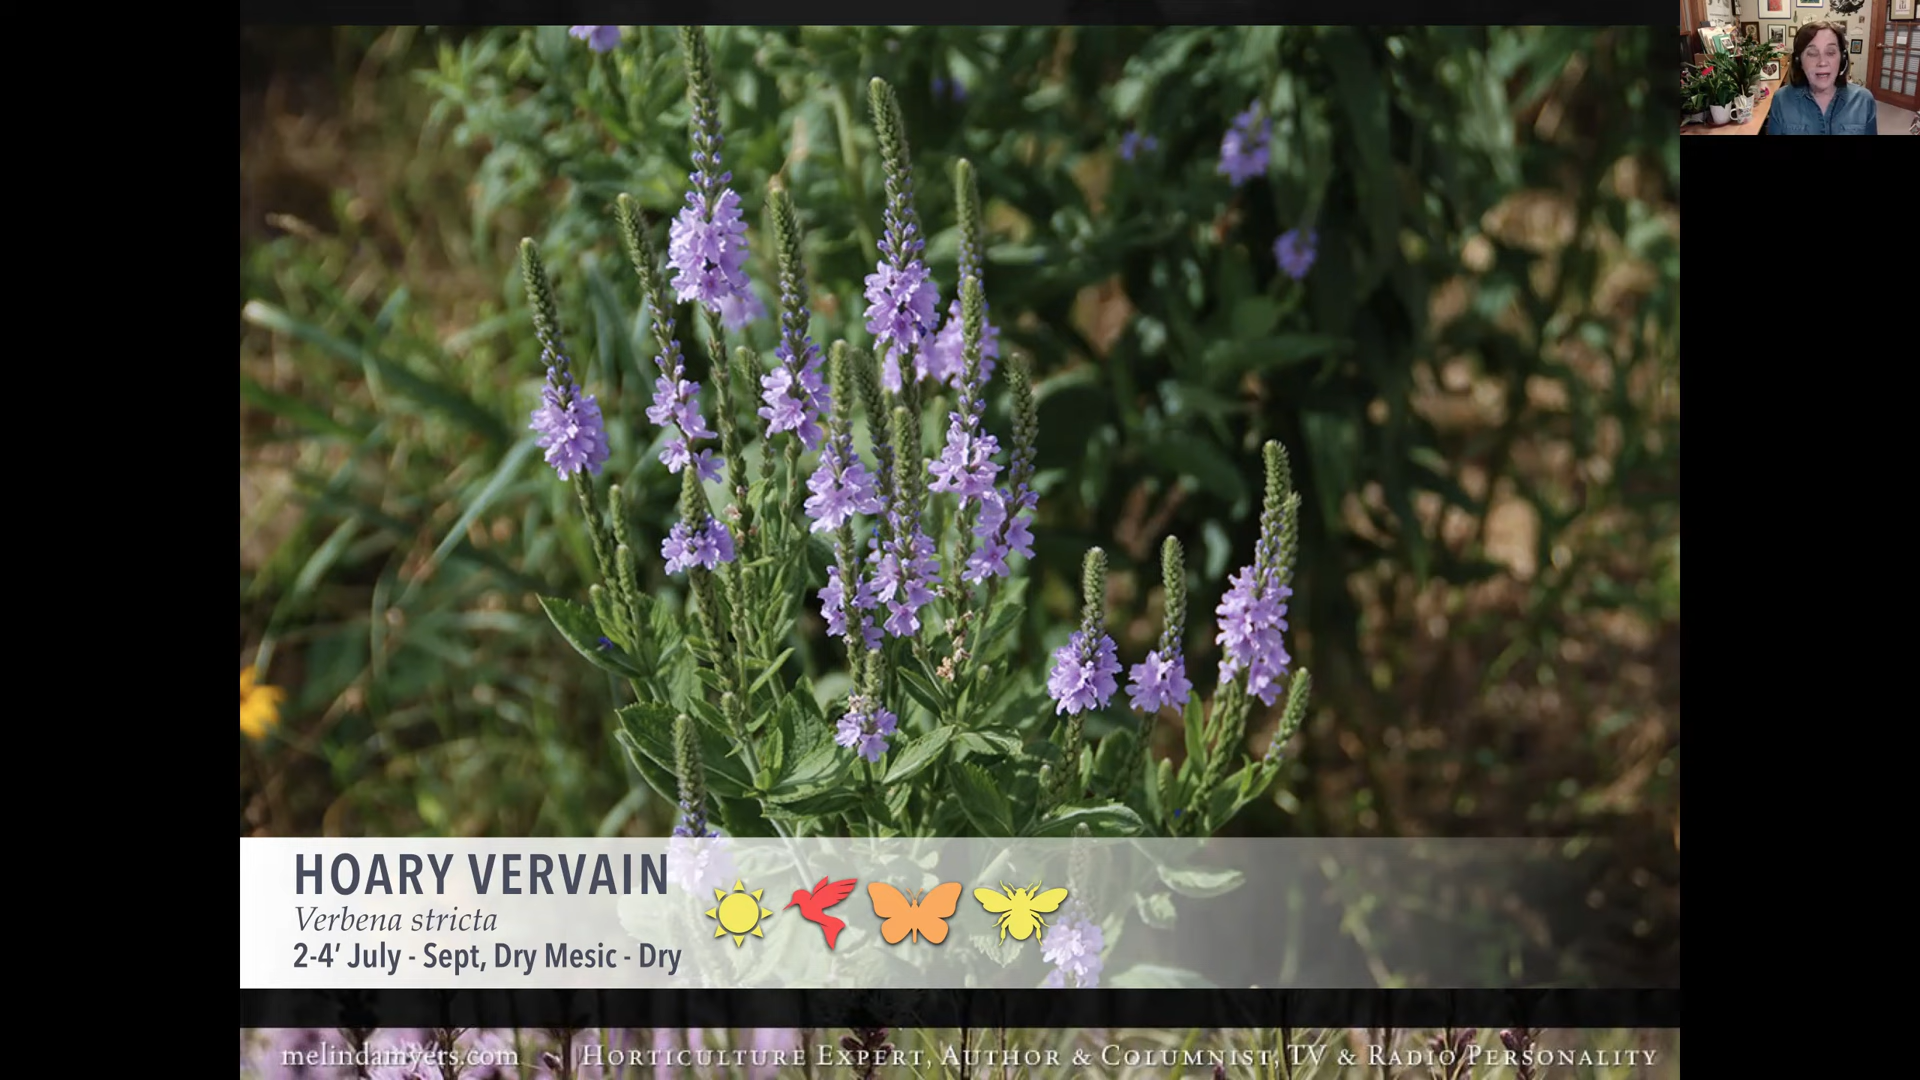 HOARY VERVAIN
Verbena stricta
2-4' July - Sept, Dry Mesic - Dry
melindamyers.com Horticulture Expert, Author & Columnist, TV & Radio Personality